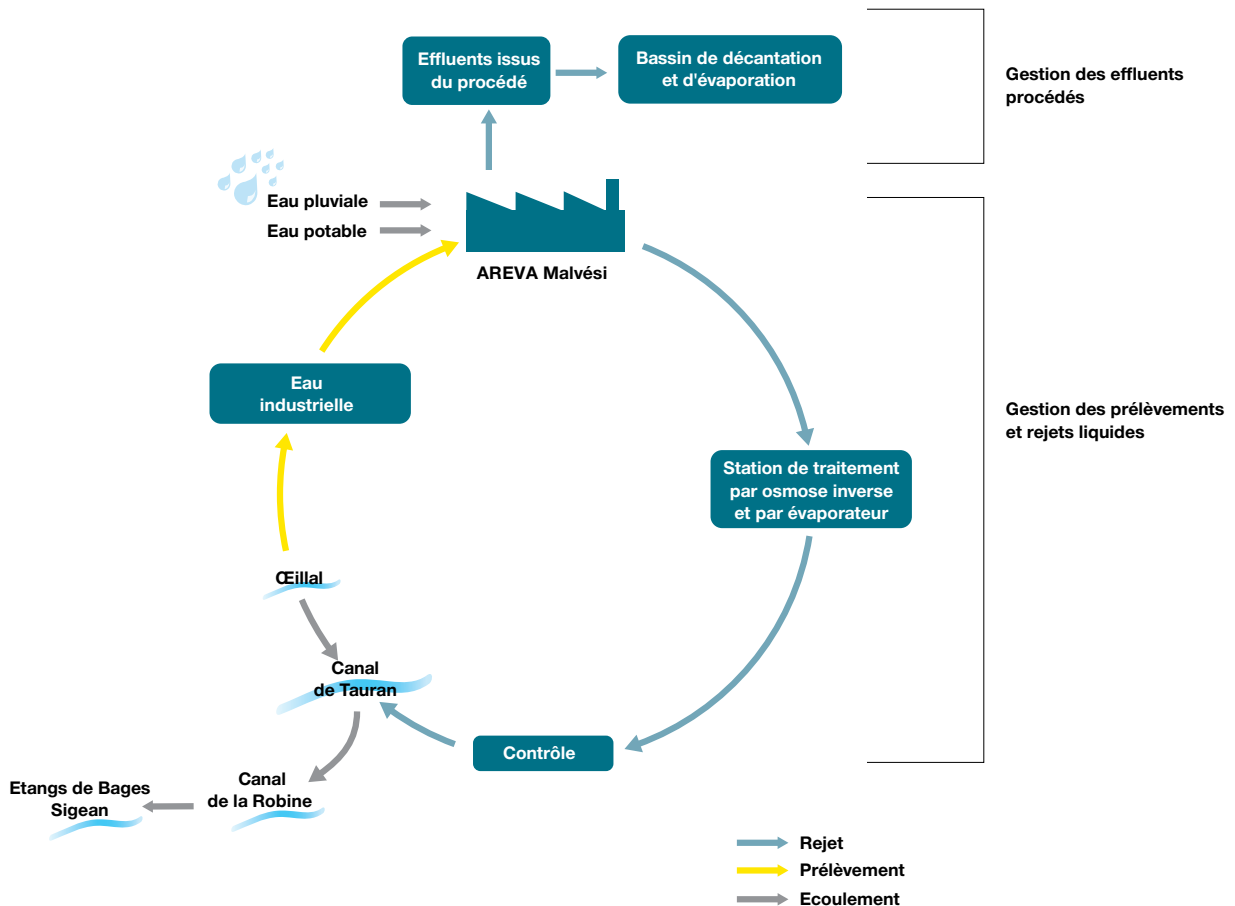 Effluents issus
du procédé
Bassin de décantation
et d'évaporation
Gestion des effluents
procédés
Eau pluviale
Eau potable
AREVA Malvési
Eau
industrielle
Gestion des prélèvements
et rejets liquides
Station de traitement
par osmose inverse
et par évaporateur
Œillal
Canal
de Tauran
Contrôle
Canal
de la Robine
Etangs de Bages
Sigean
Rejet
Prélèvement
Ecoulement